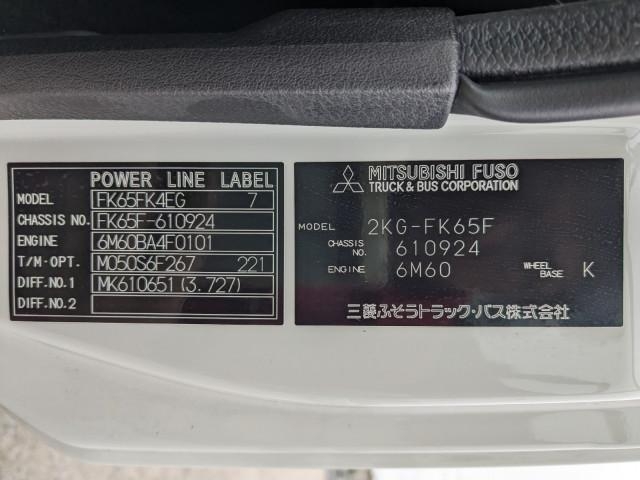 POWER LINE LABEL
MODEL FK65FK4EG 7
CHASSIS NO. FK65F-610924
ENGINE 6M60BA4F0101
T/M·OPT. M050S6F267 221
DIFF.NO.1 MK610651(3.727)
DIFF.NO.2
MITSUBISHI FUSO
TRUCK & BUS CORPORATION
MODEL 2KG-FK65F
CHASSIS NO. 610924
ENGINE 6M60 WHEEL BASE K
三菱ふそうトラック・バス株式会社